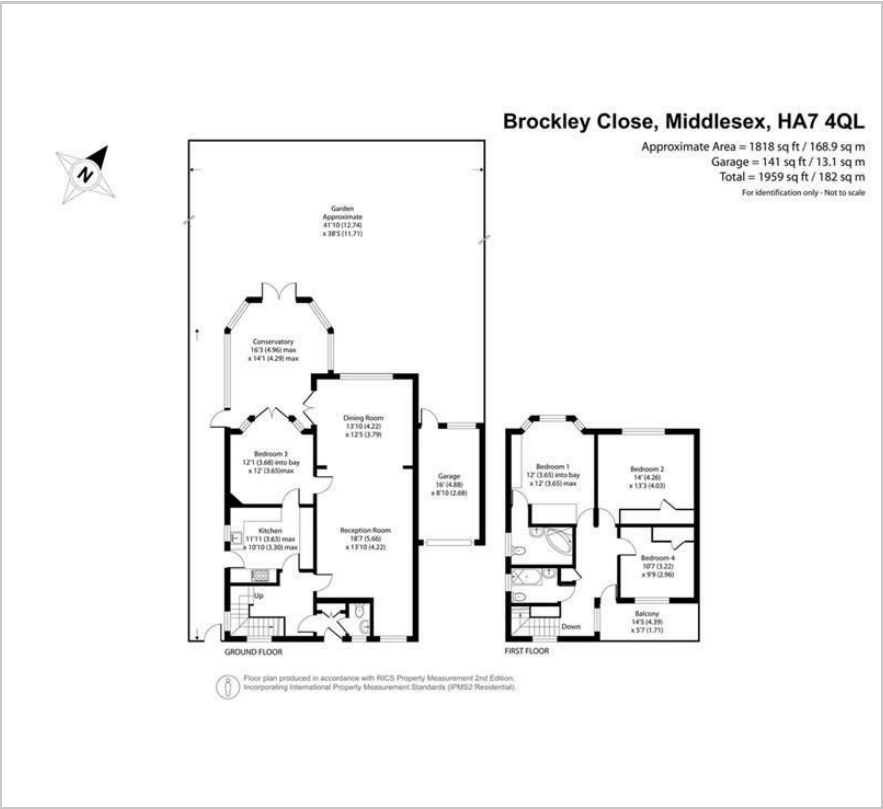 Brockley Close, Middlesex, HA7 4QL
Approximate Area = 1818 sq ft / 168.9 sq m
Garage = 141 sq ft / 13.1 sq m
Total = 1959 sq ft / 182 sq m
For identification only - Not to scale
N
Garden
Approximate
41'10 (12.74)
x 38'5 (11.71)
Conservatory
16'3 (4.96) max
x 14'1 (4.29) max
Dining Room
13'10 (4.22)
x 12'5 (3.79)
Bedroom 3
12'1 (3.68) into bay
x 12' (3.65)max
Garage
16' (4.88)
x 8'10 (2.68)
Kitchen
11'11 (3.63) max
x 10'10 (3.30) max
Reception Room
18'7 (5.66)
x 13'10 (4.22)
Up
GROUND FLOOR
Bedroom 1
12' (3.65) into bay
x 12' (3.65) max
Bedroom 2
14' (4.26)
x 13'3 (4.03)
Bedroom 4
10'7 (3.22)
x 9'9 (2.96)
Balcony
14'5 (4.39)
x 5'7 (1.71)
Down
FIRST FLOOR
Floor plan produced in accordance with RICS Property Measurement 2nd Edition,
Incorporating International Property Measurement Standards (IPMS2 Residential).